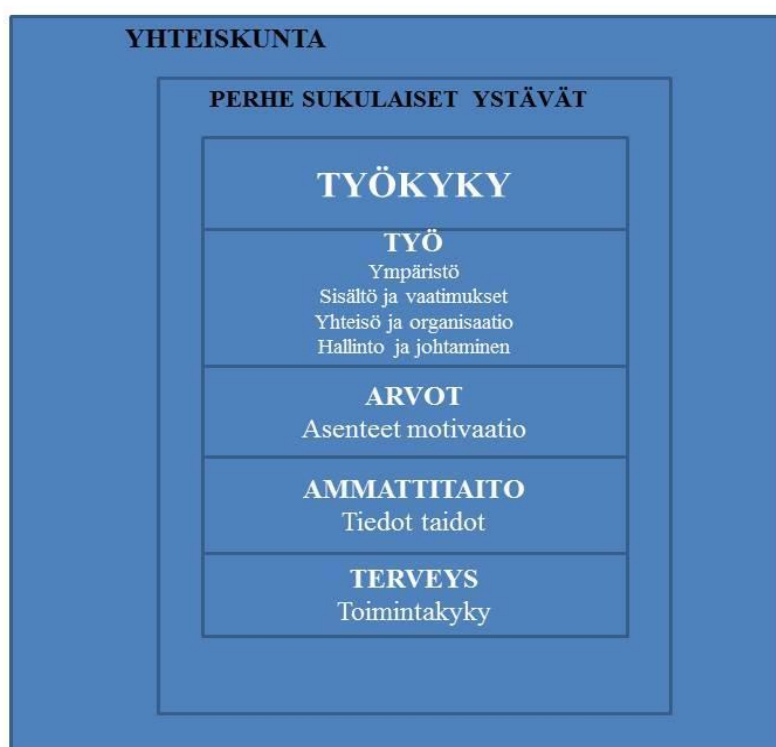 YHTEISKUNTA
PERHE SUKULAISET YSTÄVÄT
TYÖKYKY
TYÖ
Ympäristö
Sisältö ja vaatimukset
Yhteisö ja organisaatio
Hallinto ja johtaminen
ARVOT
Asenteet motivaatio
AMMATTITAITO
Tiedot taidot
TERVEYS
Toimintakyky